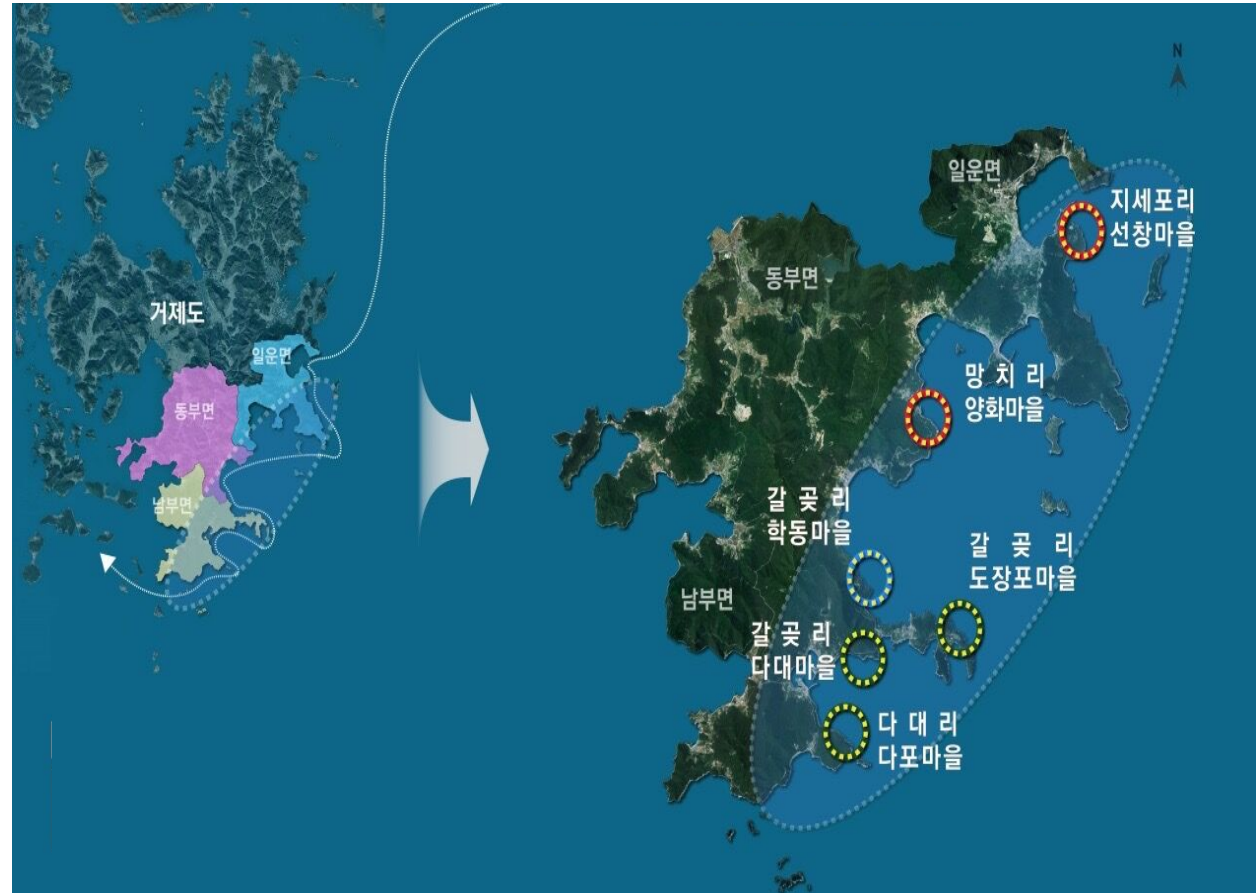 거제도
일운면
동부면
남부면
N
일운면
지세포리
선창마을
동부면
망 치 리
양화마을
갈 곶 리
학동마을
갈 곶 리
도장포마을
남부면
갈 곶 리
다대마을
다 대 리
다포마을